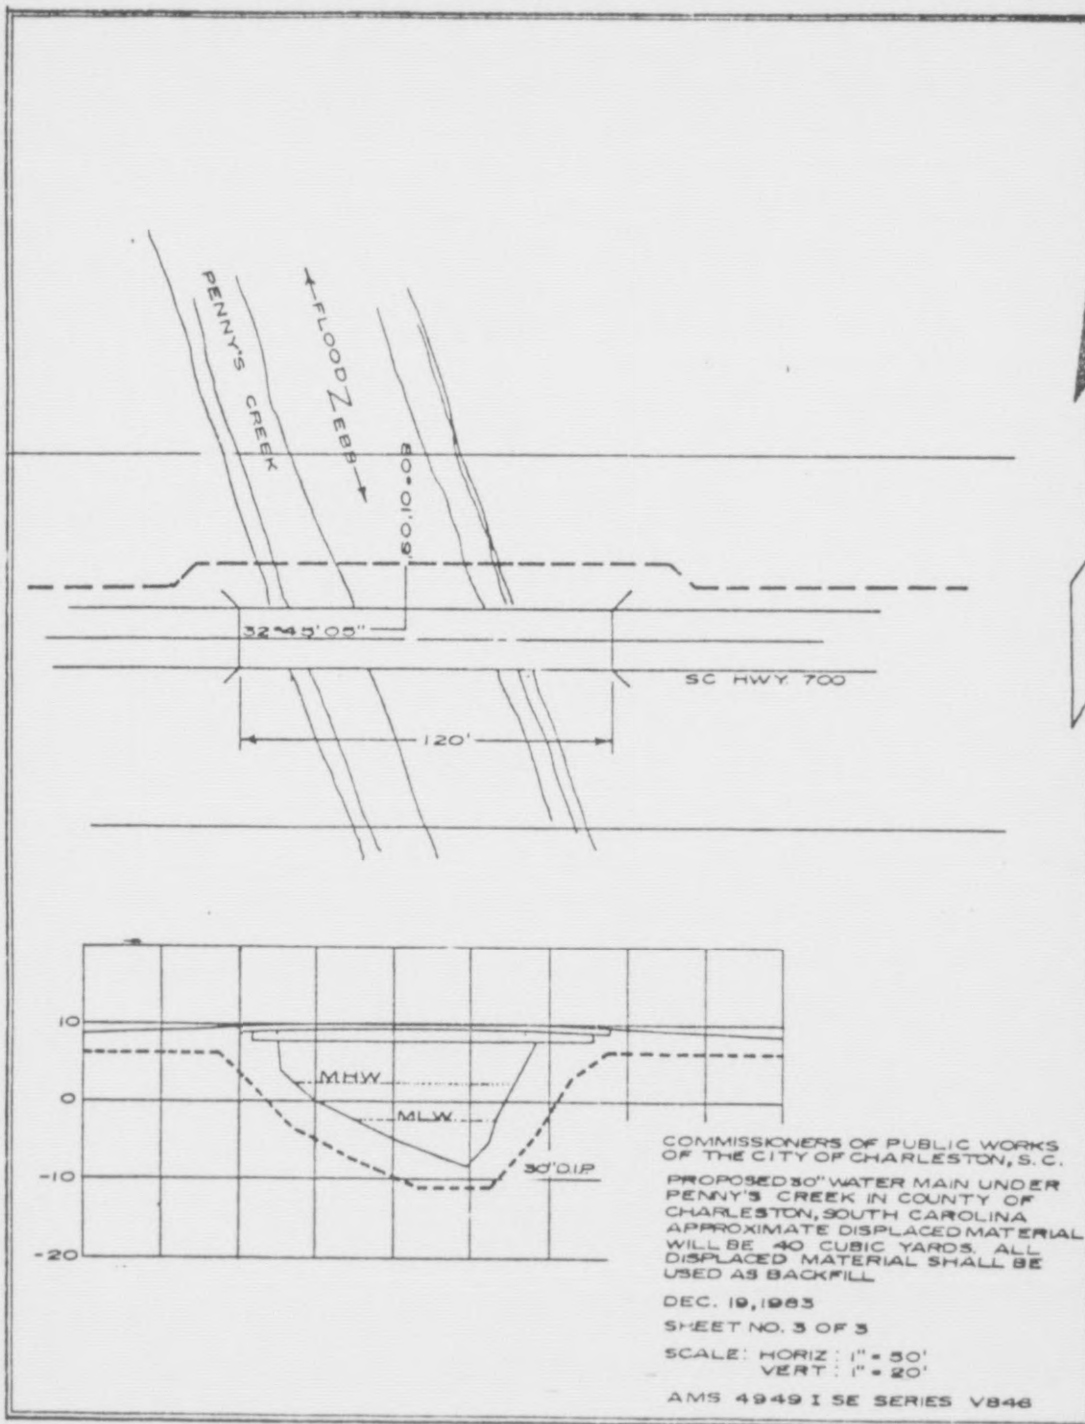 PENNY'S CREEK
FLOOD
EBB
32°45'05"
SC HWY. 700
120'
10
0
-10
-20
MHW
MLW
30" D.I.P.
COMMISSIONERS OF PUBLIC WORKS
OF THE CITY OF CHARLESTON, S.C.
PROPOSED 30" WATER MAIN UNDER
PENNY'S CREEK IN COUNTY OF
CHARLESTON, SOUTH CAROLINA
APPROXIMATE DISPLACED MATERIAL
WILL BE 40 CUBIC YARDS. ALL
DISPLACED MATERIAL SHALL BE
USED AS BACKFILL
DEC. 19, 1983
SHEET NO. 3 OF 3
SCALE: HORIZ: 1" = 50'
VERT: 1" = 20'
AMS 4949 I SE SERIES V846